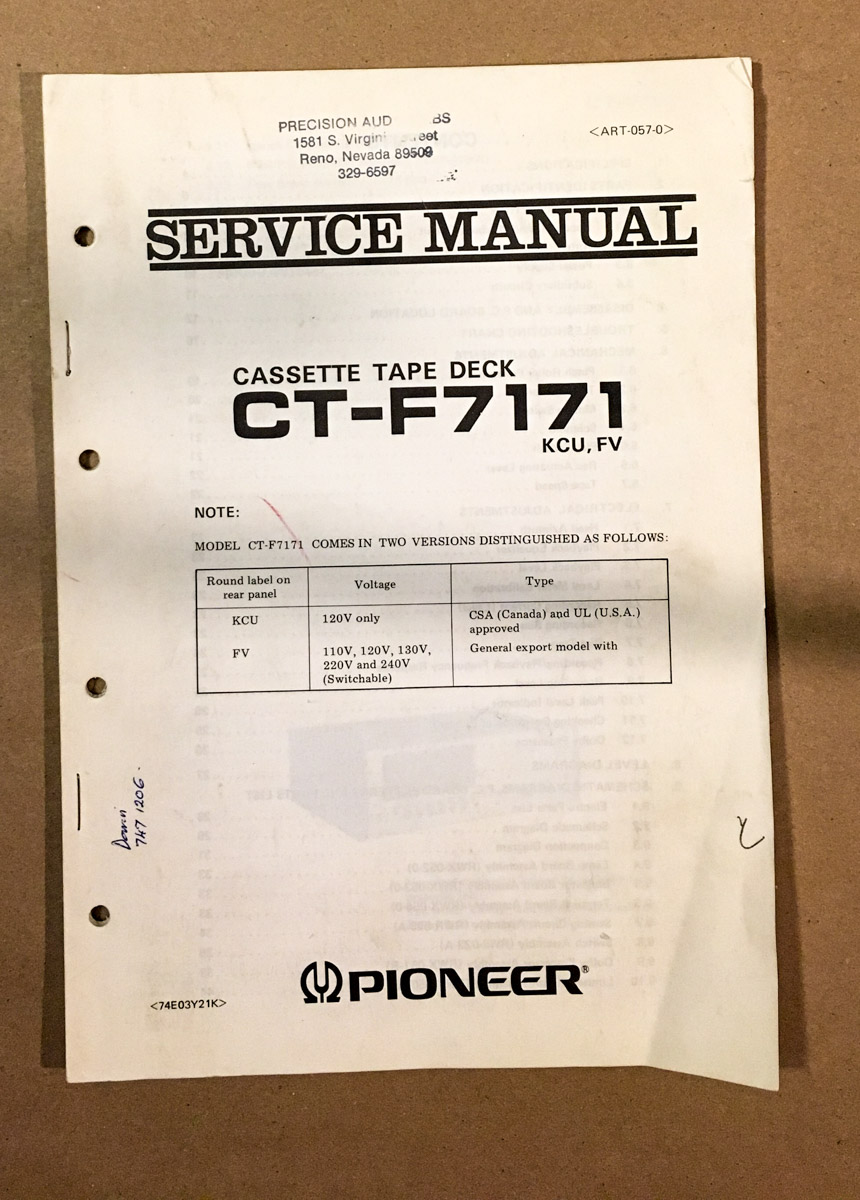 PRECISION AUD BS
1581 S. Virgini
Reno, Nevada 89509
329-6597
<ART-057-0>
SERVICE MANUAL
CASSETTE TAPE DECK
CT-F7171
KCU, FV
NOTE:
MODEL CT-F7171 COMES IN TWO VERSIONS DISTINGUISHED AS FOLLOWS:
Round label on rear panel Voltage Type
KCU 120V only CSA (Canada) and UL (U.S.A.)
approved
FV 110V, 120V, 130V, General export model with
220V and 240V
(Switchable)
747 1206.
PIONEER®
<74E03Y21K>